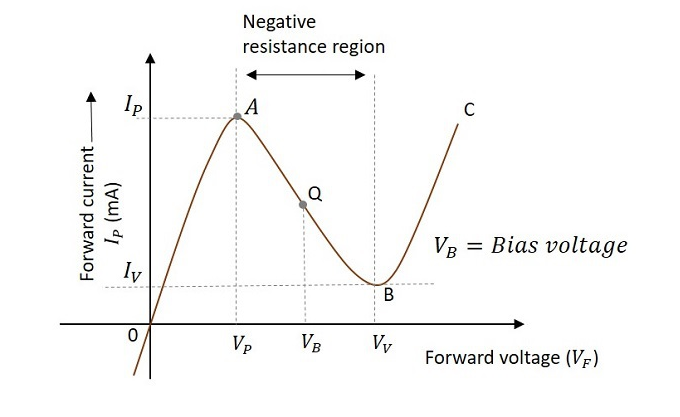 Negative
resistance region
I_P
A
C
Forward current
I_P (mA)
Q
V_B = Bias voltage
I_V
B
0
V_P
V_B
V_V
Forward voltage (V_F)